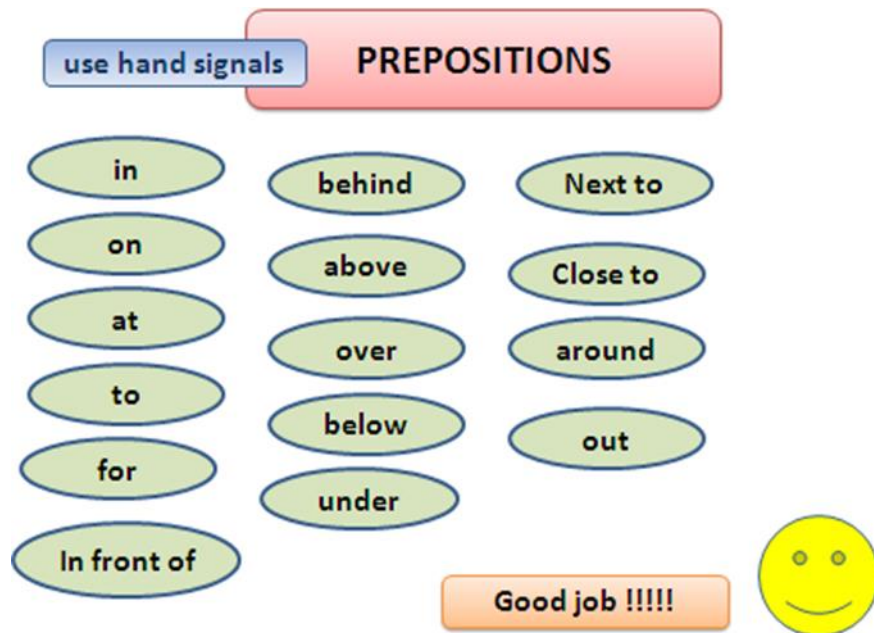 use hand signals
PREPOSITIONS
in
on
at
to
for
In front of
behind
above
over
below
under
Next to
Close to
around
out
Good job !!!!!